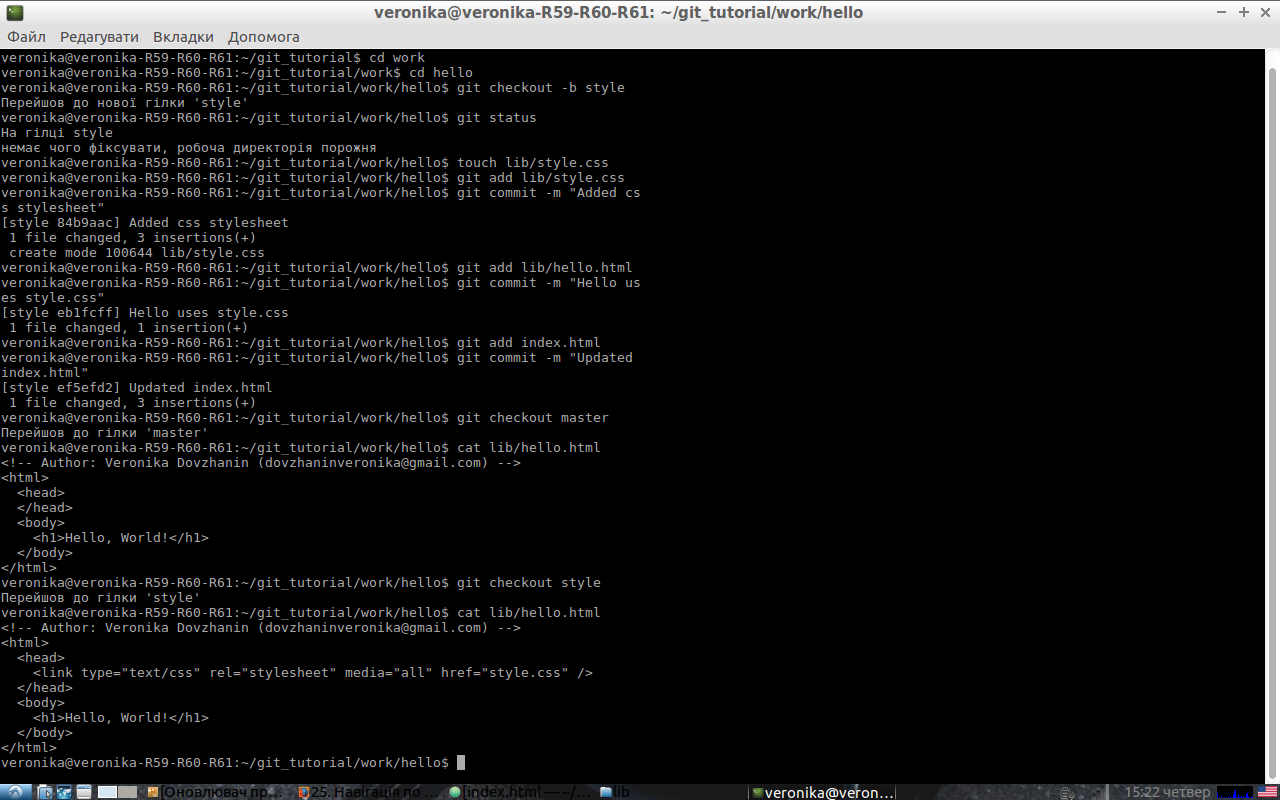 veronika@veronika-R59-R60-R61: ~/git_tutorial/work/hello
Файл Редагувати Вкладки Допомога
veronika@veronika-R59-R60-R61:~/git_tutorial$ cd work
veronika@veronika-R59-R60-R61:~/git_tutorial/work$ cd hello
veronika@veronika-R59-R60-R61:~/git_tutorial/work/hello$ git checkout -b style
Перейшов до нової гілки 'style'
veronika@veronika-R59-R60-R61:~/git_tutorial/work/hello$ git status
На гілці style
немає чого фіксувати, робоча директорія порожня
veronika@veronika-R59-R60-R61:~/git_tutorial/work/hello$ touch lib/style.css
veronika@veronika-R59-R60-R61:~/git_tutorial/work/hello$ git add lib/style.css
veronika@veronika-R59-R60-R61:~/git_tutorial/work/hello$ git commit -m "Added cs
s stylesheet"
[style 84b9aac] Added css stylesheet
 1 file changed, 3 insertions(+)
 create mode 100644 lib/style.css
veronika@veronika-R59-R60-R61:~/git_tutorial/work/hello$ git add lib/hello.html
veronika@veronika-R59-R60-R61:~/git_tutorial/work/hello$ git commit -m "Hello us
es style.css"
[style eb1fcff] Hello uses style.css
 1 file changed, 1 insertion(+)
veronika@veronika-R59-R60-R61:~/git_tutorial/work/hello$ git add index.html
veronika@veronika-R59-R60-R61:~/git_tutorial/work/hello$ git commit -m "Updated
index.html"
[style ef5efd2] Updated index.html
 1 file changed, 3 insertions(+)
veronika@veronika-R59-R60-R61:~/git_tutorial/work/hello$ git checkout master
Перейшов до гілки 'master'
veronika@veronika-R59-R60-R61:~/git_tutorial/work/hello$ cat lib/hello.html
<!-- Author: Veronika Dovzhanin (dovzhaninveronika@gmail.com) -->
<html>
  <head>
  </head>
  <body>
    <h1>Hello, World!</h1>
  </body>
</html>
veronika@veronika-R59-R60-R61:~/git_tutorial/work/hello$ git checkout style
Перейшов до гілки 'style'
veronika@veronika-R59-R60-R61:~/git_tutorial/work/hello$ cat lib/hello.html
<!-- Author: Veronika Dovzhanin (dovzhaninveronika@gmail.com) -->
<html>
  <head>
    <link type="text/css" rel="stylesheet" media="all" href="style.css" />
  </head>
  <body>
    <h1>Hello, World!</h1>
  </body>
</html>
veronika@veronika-R59-R60-R61:~/git_tutorial/work/hello$
[Оновлювач пр... 25. Навігація по ... [index.html — ~/... lib veronika@veron... 15:22 четвер